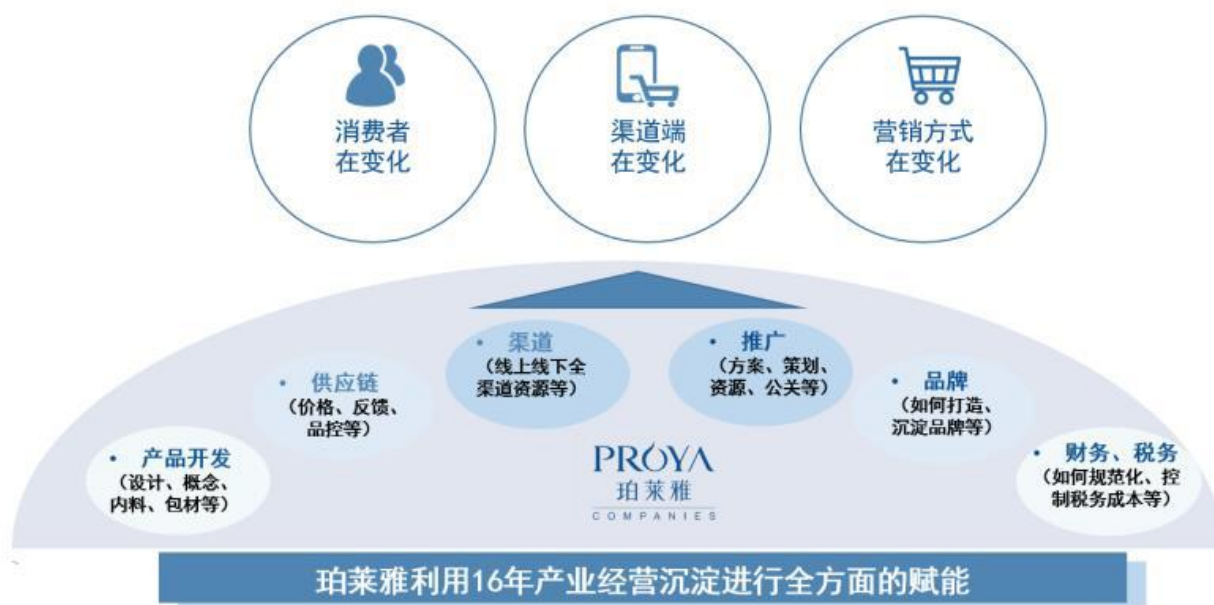 消费者
在变化
渠道端
在变化
营销方式
在变化
• 渠道
（线上线下全
渠道资源等）
• 推广
（方案、策划、
资源、公关等）
• 供应链
（价格、反馈、
品控等）
• 品牌
（如何打造、
沉淀品牌等）
• 产品开发
（设计、概念、
内料、包材等）
• 财务、税务
（如何规范化、控
制税务成本等）
PRÓYA
珀莱雅
COMPANIES
珀莱雅利用16年产业经营沉淀进行全方面的赋能